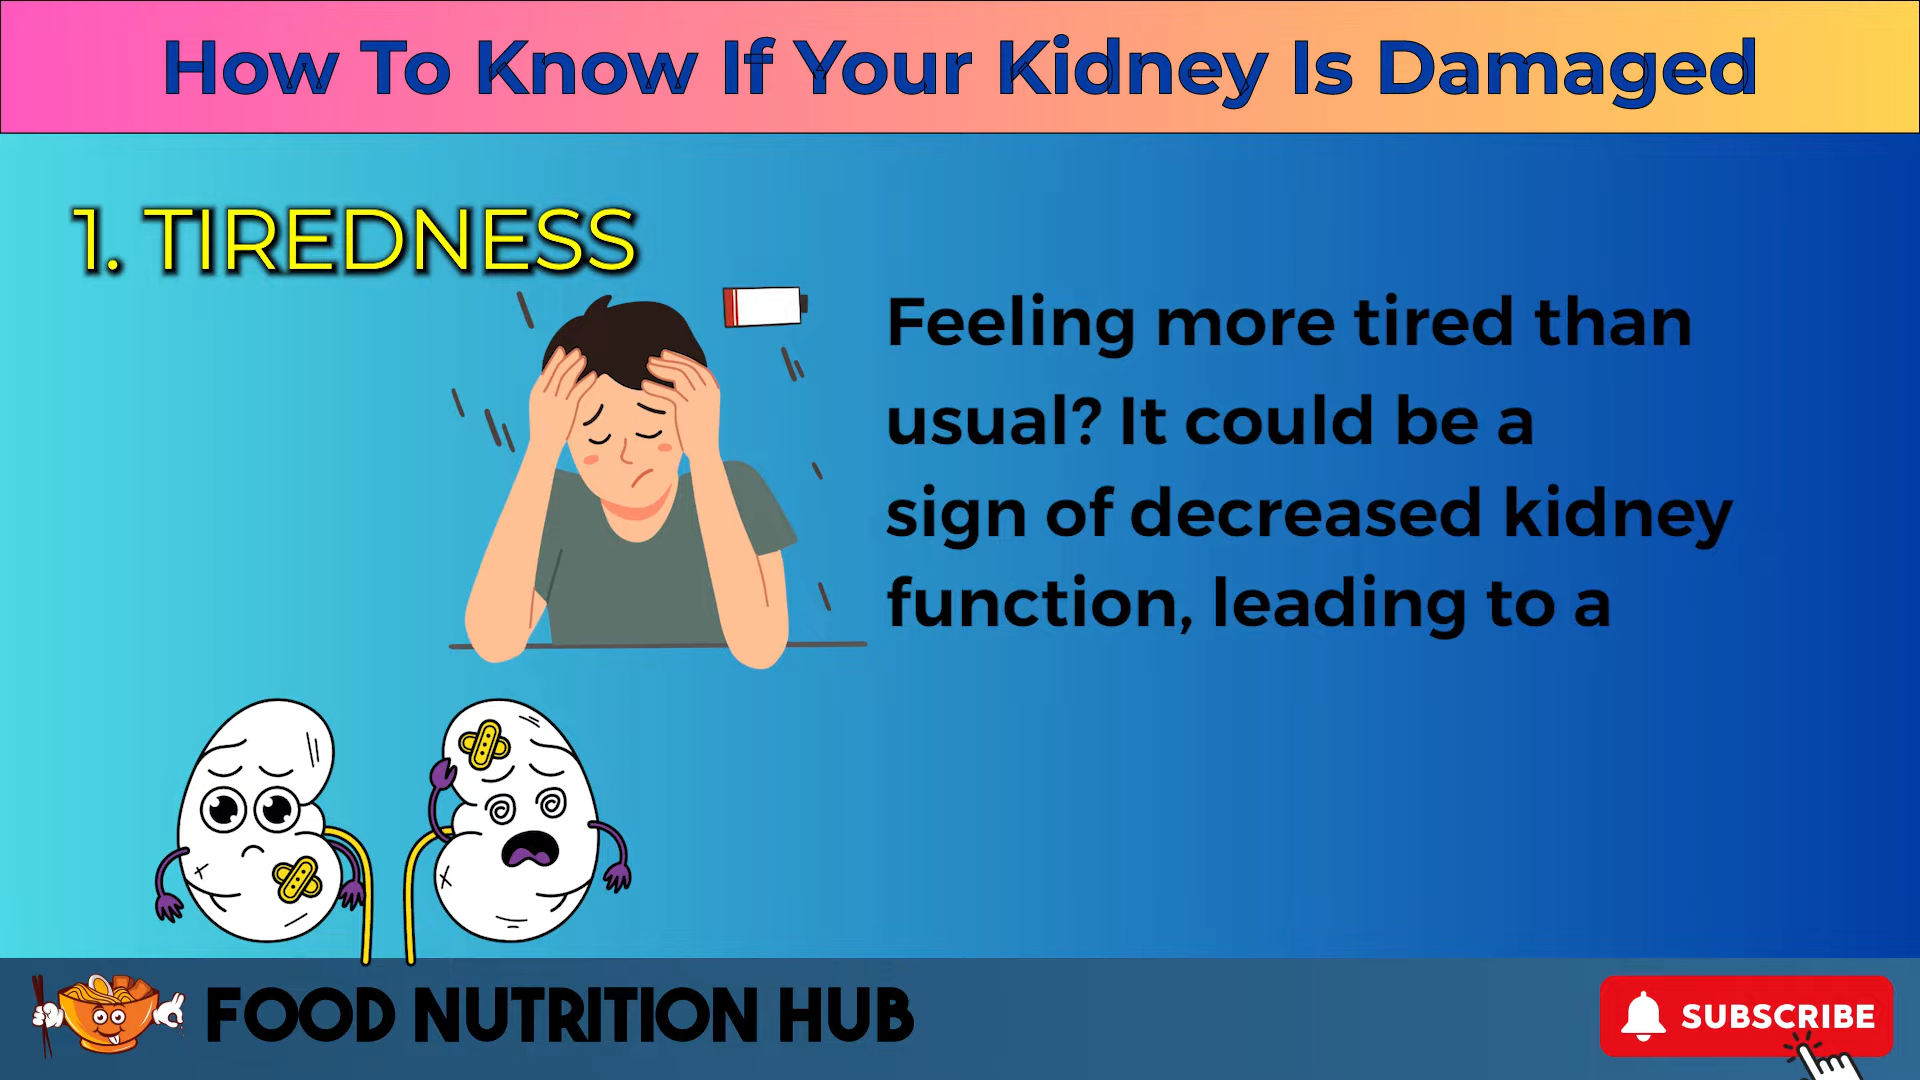 How To Know If Your Kidney Is Damaged
1. TIREDNESS
Feeling more tired than
usual? It could be a
sign of decreased kidney
function, leading to a
FOOD NUTRITION HUB
SUBSCRIBE